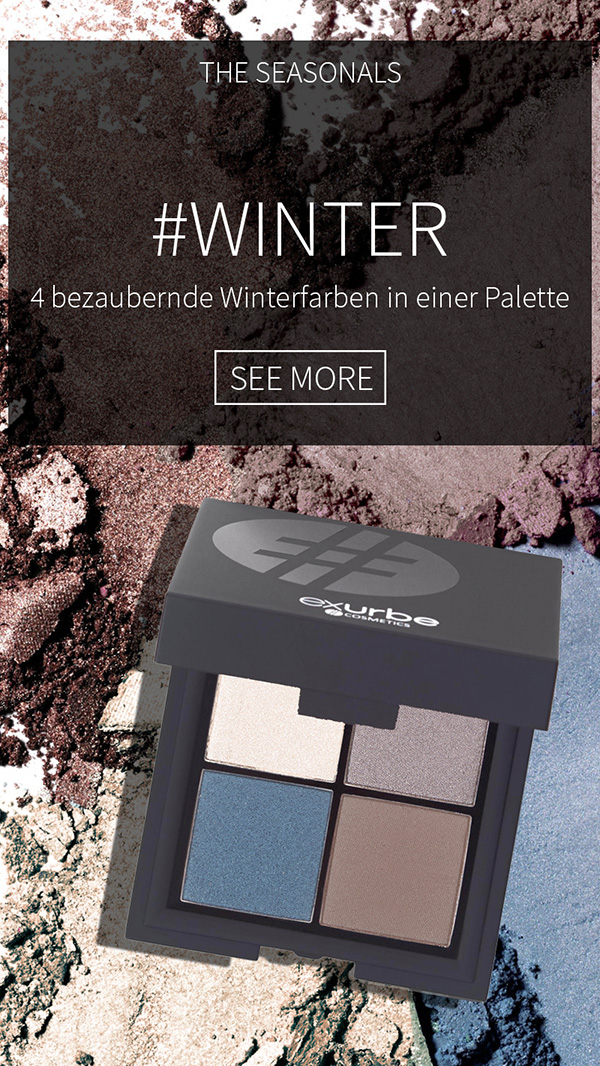 THE SEASONALS
#WINTER
4 bezaubernde Winterfarben in einer Palette
SEE MORE
exurbe
COSMETICS